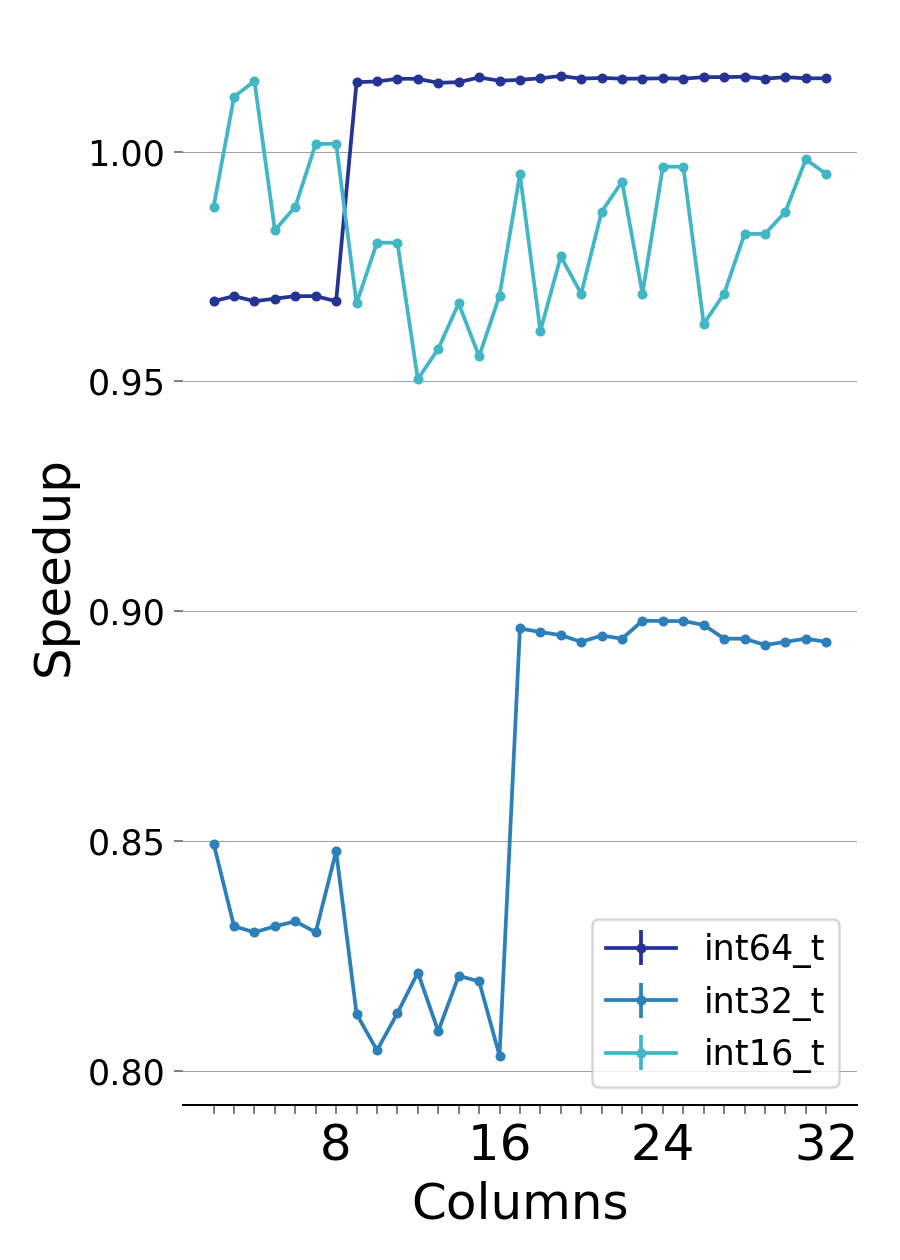 1.00
0.95
0.90
0.85
0.80
Speedup
int64_t
int32_t
int16_t
8 16 24 32
Columns